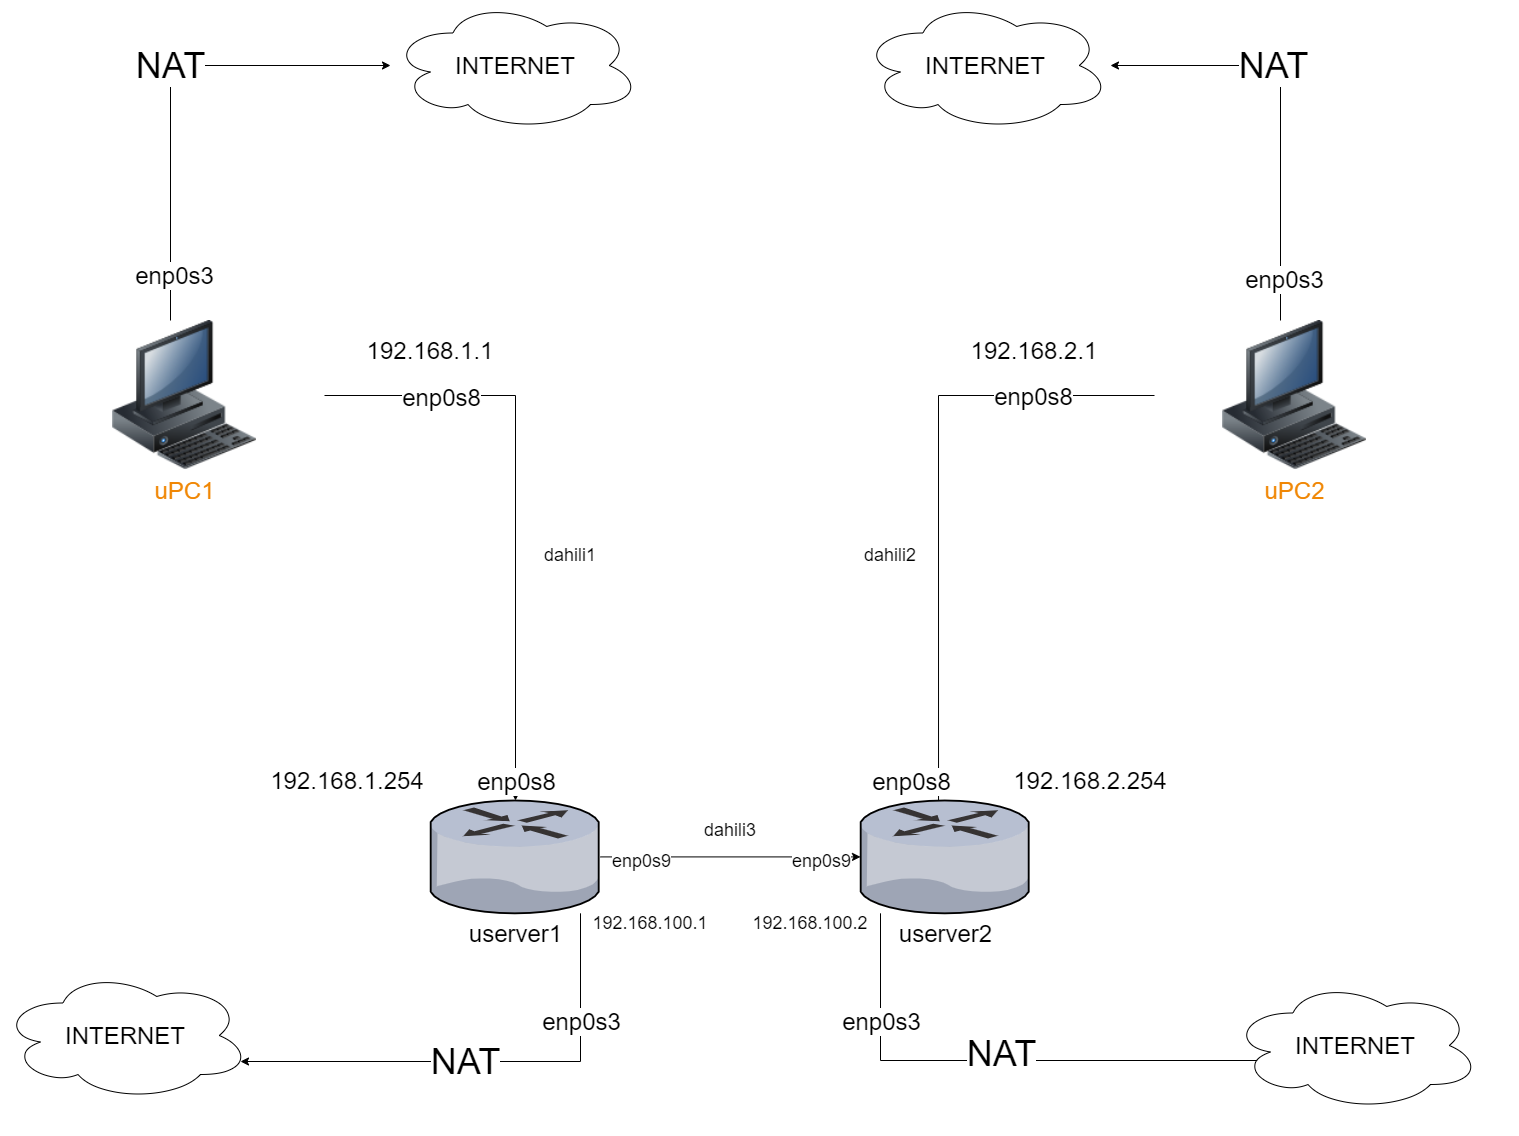 NAT
INTERNET
INTERNET
NAT
enp0s3
enp0s3
192.168.1.1
192.168.2.1
enp0s8
enp0s8
uPC1
uPC2
dahili1
dahili2
192.168.1.254
enp0s8
enp0s8
192.168.2.254
dahili3
enp0s9
enp0s9
192.168.100.1
192.168.100.2
userver1
userver2
enp0s3
enp0s3
INTERNET
NAT
NAT
INTERNET